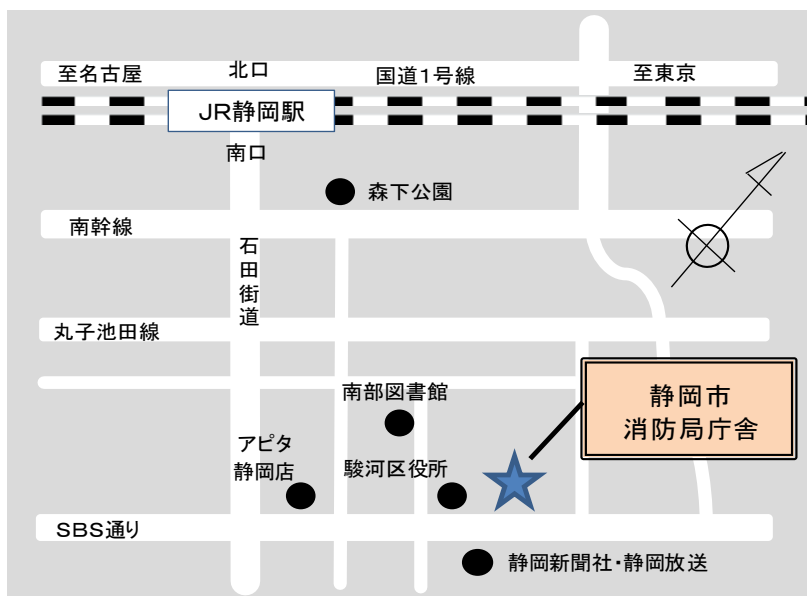 至名古屋
北口
国道1号線
至東京
JR静岡駅
南口
森下公園
南幹線
石田街道
丸子池田線
南部図書館
静岡市
消防局庁舎
アピタ
静岡店
駿河区役所
SBS通り
静岡新聞社・静岡放送